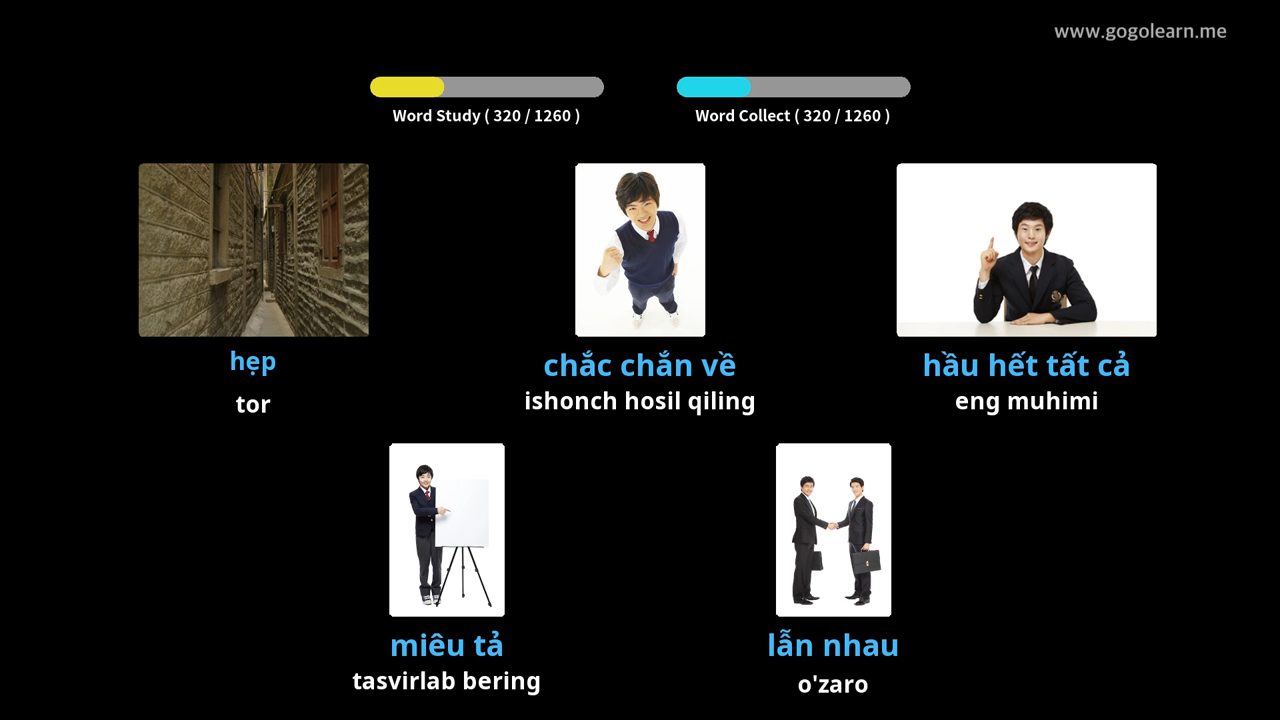 www.gogolearn.me
Word Study ( 320 / 1260 )
Word Collect ( 320 / 1260 )
hẹp
tor
chắc chắn về
ishonch hosil qiling
hầu hết tất cả
eng muhimi
miêu tả
tasvirlab bering
lẫn nhau
o'zaro